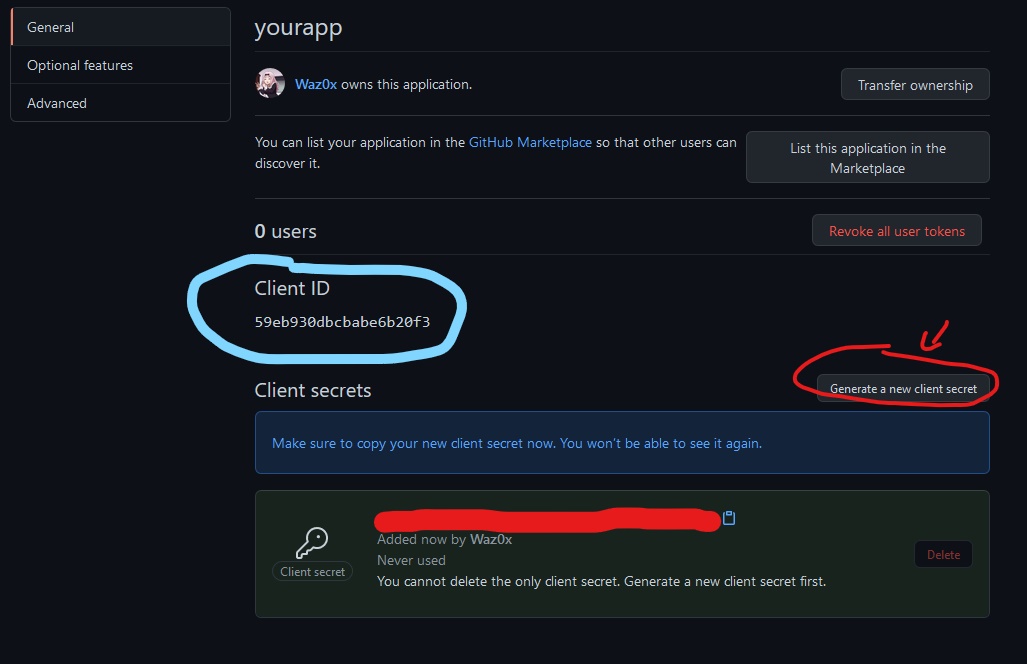 General
Optional features
Advanced
yourapp
Waz0x owns this application.
Transfer ownership
You can list your application in the GitHub Marketplace so that other users can
discover it.
List this application in the
Marketplace
0 users
Revoke all user tokens
Client ID
59eb930dbcbabe6b20f3
Client secrets
Generate a new client secret
Make sure to copy your new client secret now. You won't be able to see it again.
Client secret
Added now by Waz0x
Never used
You cannot delete the only client secret. Generate a new client secret first.
Delete